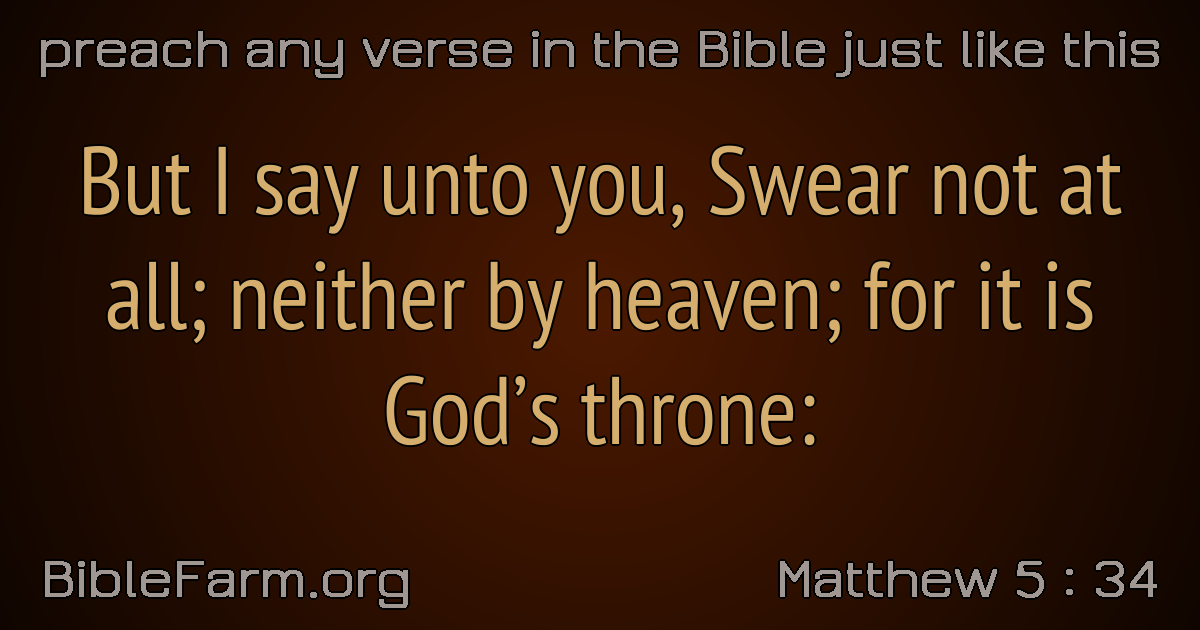 preach any verse in the Bible just like this
But I say unto you, Swear not at
all; neither by heaven; for it is
God’s throne:
BibleFarm.org
Matthew 5 : 34